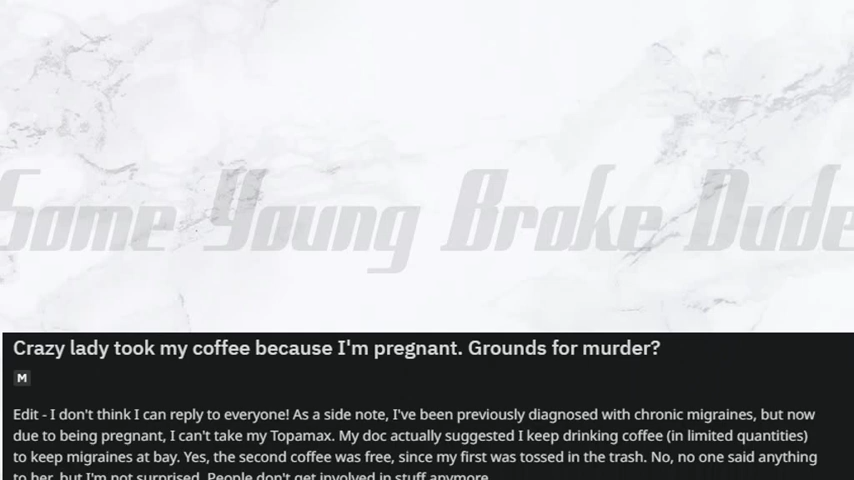 Some Young Broke Dude
Crazy lady took my coffee because I'm pregnant. Grounds for murder?
M
Edit - I don't think I can reply to everyone! As a side note, I've been previously diagnosed with chronic migraines, but now
due to being pregnant, I can't take my Topamax. My doc actually suggested I keep drinking coffee (in limited quantities)
to keep migraines at bay. Yes, the second coffee was free, since my first was tossed in the trash. No, no one said anything
to her, but I'm not surprised. People don't get involved in stuff anymore.